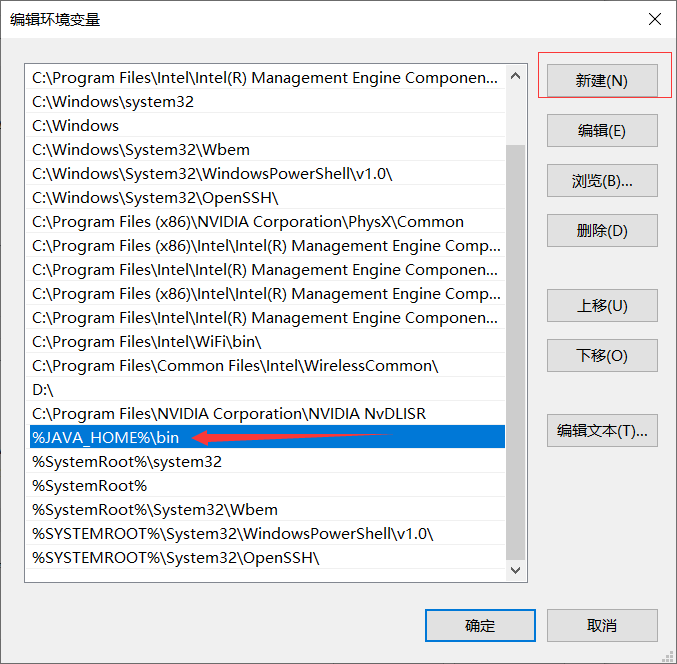 编辑环境变量
C:\Program Files\Intel\Intel(R) Management Engine Componen...
C:\Windows\system32
C:\Windows
C:\Windows\System32\Wbem
C:\Windows\System32\WindowsPowerShell\v1.0\
C:\Windows\System32\OpenSSH\
C:\Program Files (x86)\NVIDIA Corporation\PhysX\Common
C:\Program Files (x86)\Intel\Intel(R) Management Engine Comp...
C:\Program Files\Intel\Intel(R) Management Engine Componen...
C:\Program Files (x86)\Intel\Intel(R) Management Engine Comp...
C:\Program Files\Intel\Intel(R) Management Engine Componen...
C:\Program Files\Intel\WiFi\bin\
C:\Program Files\Common Files\Intel\WirelessCommon\
D:\
C:\Program Files\NVIDIA Corporation\NVIDIA NvDLISR
%JAVA_HOME%\bin
%SystemRoot%\system32
%SystemRoot%
%SystemRoot%\System32\Wbem
%SYSTEMROOT%\System32\WindowsPowerShell\v1.0\
%SYSTEMROOT%\System32\OpenSSH\
新建(N)
编辑(E)
浏览(B)...
删除(D)
上移(U)
下移(O)
编辑文本(T)...
确定
取消